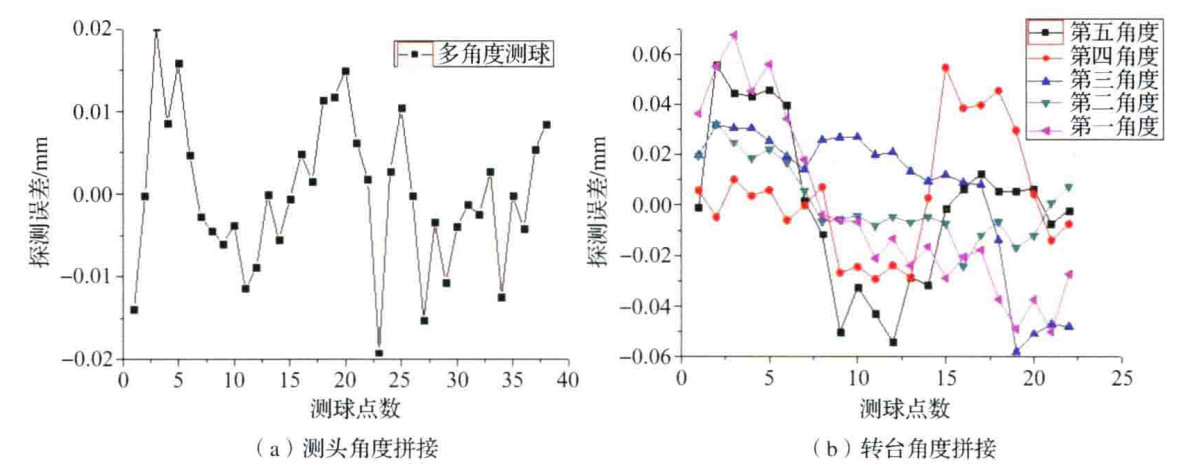 0.02
0.01
0.00
−0.01
−0.02
探测误差/mm
多角度测球
0 5 10 15 20 25 30 35 40
测球点数
(a)测头角度拼接
0.06
0.04
0.02
0.00
−0.02
−0.04
−0.06
探测误差/mm
第五角度
第四角度
第三角度
第二角度
第一角度
0 5 10 15 20 25
测球点数
(b)转台角度拼接